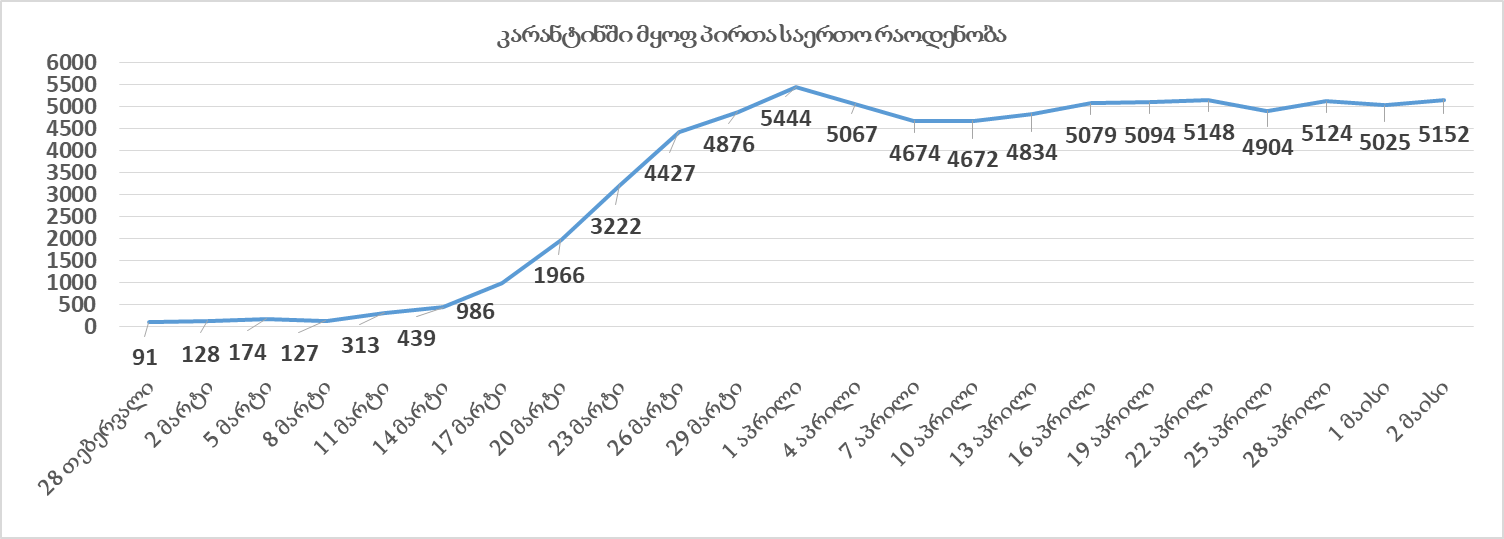 კარანტინში მყოფ პირთა საერთო რაოდენობა
6000
5500
5000
4500
4000
3500
3000
2500
2000
1500
1000
500
0
91
128
174
127
313
439
986
1966
3222
4427
4876
5444
5067
4674
4672
4834
5079
5094
5148
4904
5124
5025
5152
28 თებერვალი
2 მარტი
5 მარტი
8 მარტი
11 მარტი
14 მარტი
17 მარტი
20 მარტი
23 მარტი
26 მარტი
29 მარტი
1 აპრილი
4 აპრილი
7 აპრილი
10 აპრილი
13 აპრილი
16 აპრილი
19 აპრილი
22 აპრილი
25 აპრილი
28 აპრილი
1 მაისი
2 მაისი